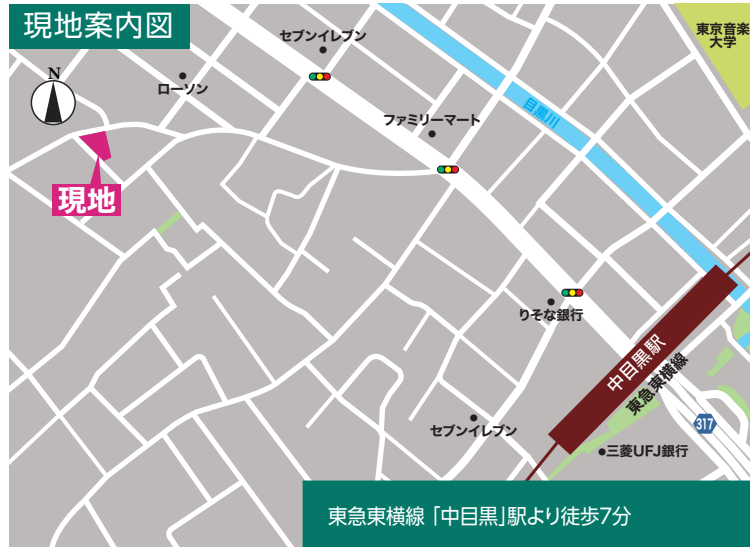 現地案内図
セブンイレブン
東京音楽
大学
N
ローソン
ファミリーマート
目黒川
現地
りそな銀行
中目黒駅
東急東横線
317
セブンイレブン
三菱UFJ銀行
東急東横線「中目黒」駅より徒歩7分